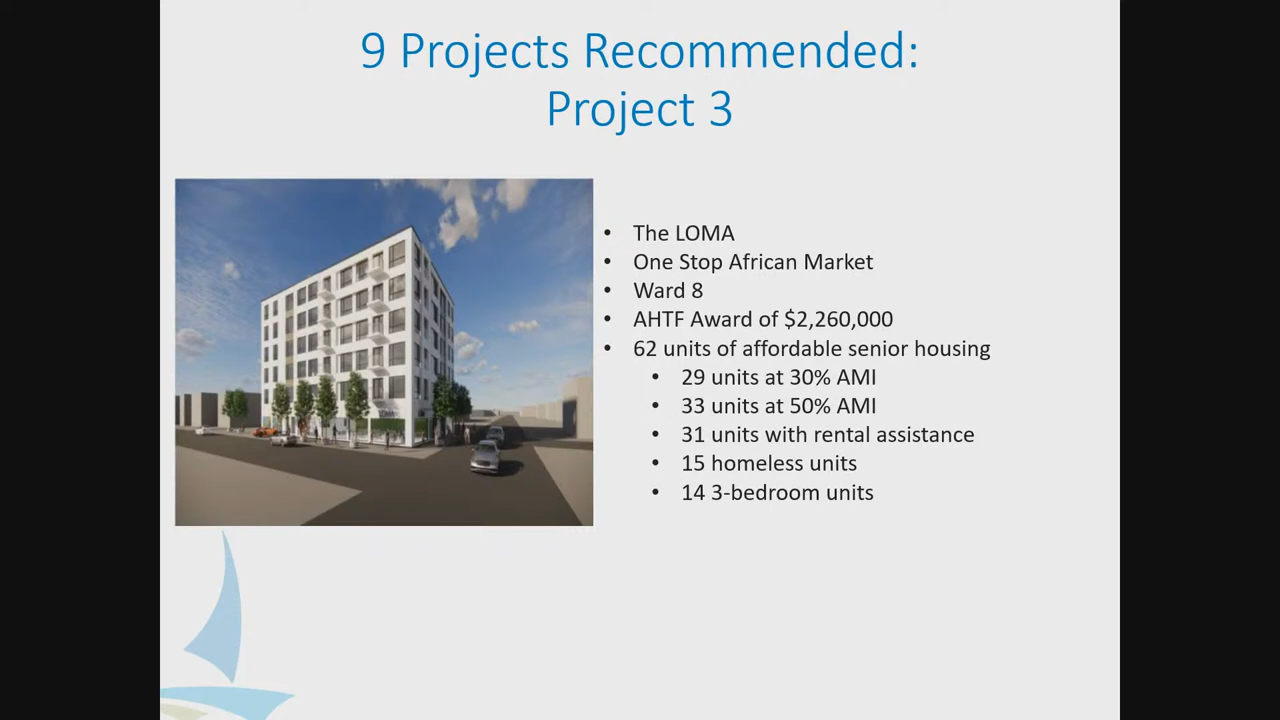 9 Projects Recommended:
Project 3
• The LOMA
• One Stop African Market
• Ward 8
• AHTF Award of $2,260,000
• 62 units of affordable senior housing
• 29 units at 30% AMI
• 33 units at 50% AMI
• 31 units with rental assistance
• 15 homeless units
• 14 3-bedroom units